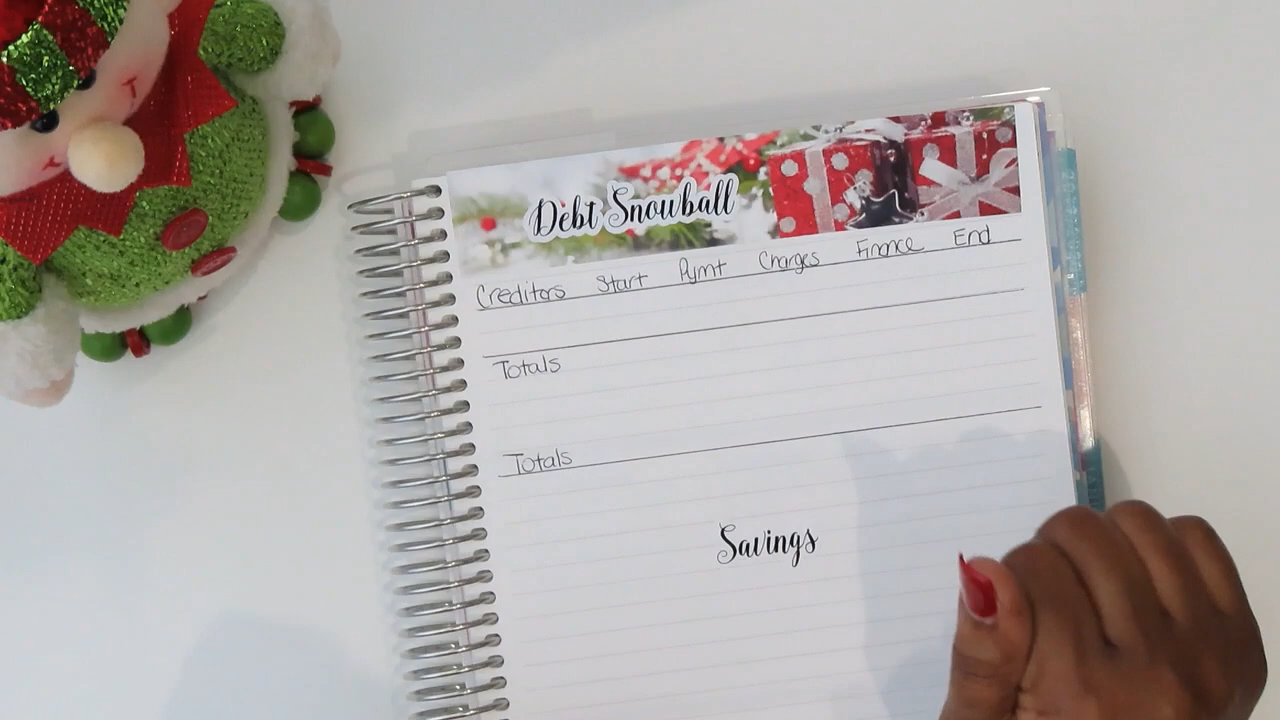 Debt Snowball
Creditors Start Pymt Charges Finance End
Totals
Totals
Savings